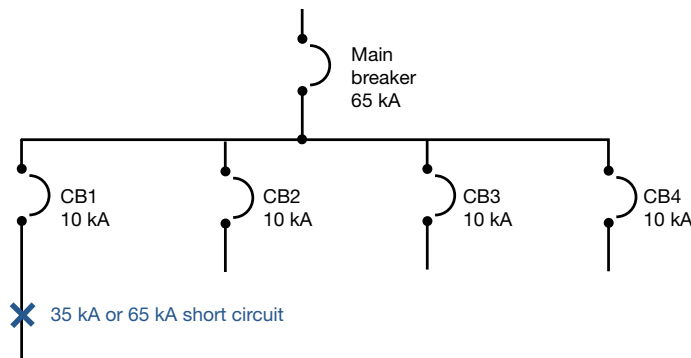 Main
breaker
65 kA
CB1
10 kA
CB2
10 kA
CB3
10 kA
CB4
10 kA
35 kA or 65 kA short circuit